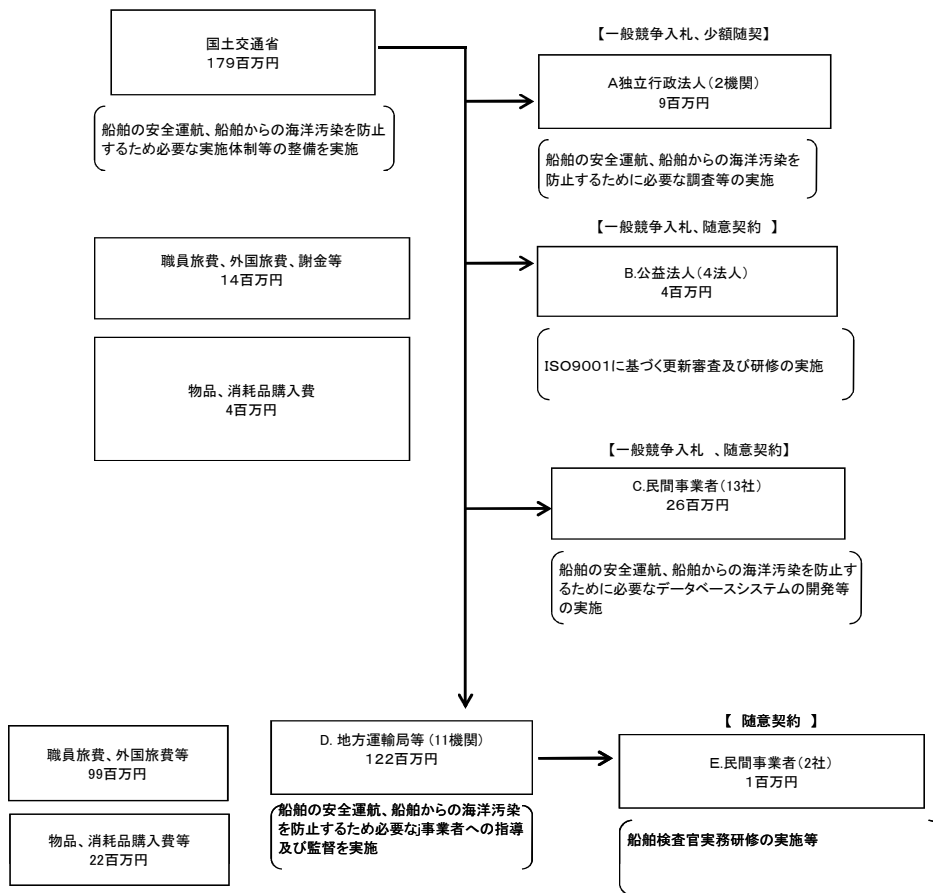 国土交通省
179百万円
船舶の安全運航、船舶からの海洋汚染を防止
するため必要な実施体制等の整備を実施
【一般競争入札、少額随契】
A独立行政法人(2機関)
9百万円
船舶の安全運航、船舶からの海洋汚染を
防止するために必要な調査等の実施
職員旅費、外国旅費、謝金等
14百万円
【一般競争入札、随意契約 】
B.公益法人(4法人)
4百万円
ISO9001に基づく更新審査及び研修の実施
物品、消耗品購入費
4百万円
【一般競争入札 、随意契約】
C.民間事業者(13社)
26百万円
船舶の安全運航、船舶からの海洋汚染を防止す
るために必要なデータベースシステムの開発等
の実施
職員旅費、外国旅費等
99百万円
物品、消耗品購入費等
22百万円
D. 地方運輸局等 (11機関)
122百万円
船舶の安全運航、船舶からの海洋汚染
を防止するため必要なj事業者への指導
及び監督を実施
【 随意契約 】
E.民間事業者(2社)
1百万円
船舶検査官実務研修の実施等